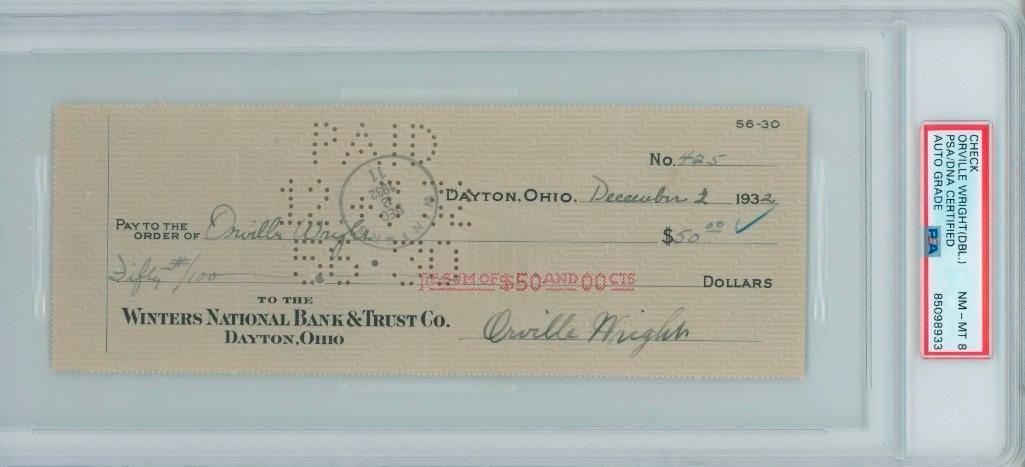 56-30
PAID
No. 425
DAYTON, OHIO, December 2 1932
PAY TO THE
ORDER OF Orville Wright
$50 00
Fifty #/100
THE SUM OF $50 AND 00 CTS
DOLLARS
TO THE
WINTERS NATIONAL BANK & TRUST CO.
DAYTON, OHIO
Orville Wright
CHECK
ORVILLE WRIGHT(DBL.)
PSA/DNA CERTIFIED
AUTO GRADE
PSA
NM – MT 8
85098933